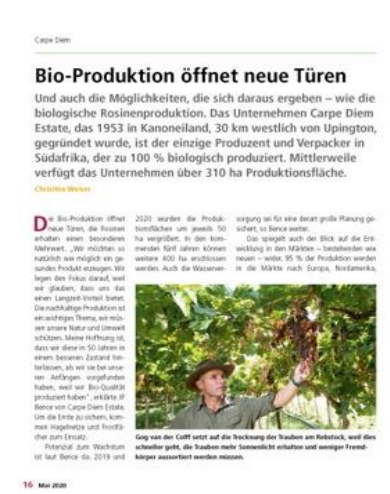 Carpe Diem
Bio-Produktion öffnet neue Türen
Und auch die Möglichkeiten, die sich daraus ergeben – wie die
biologische Rosinenproduktion. Das Unternehmen Carpe Diem
Estate, das 1953 in Kanoneiland, 30 km westlich von Upington,
gegründet wurde, ist der einzige Produzent und Verpacker in
Südafrika, der zu 100 % biologisch produziert. Mittlerweile
verfügt das Unternehmen über 310 ha Produktionsfläche.
Christine Weiser
Die Bio-Produktion öffnet
neue Türen, die Rosinen
erhalten einen besonderen
Mehrwert. „Wir möchten so
natürlich wie möglich ein ge-
sundes Produkt erzeugen. Wir
legen den Fokus darauf, weil
wir glauben, dass uns das
einen Langzeit-Vorteil bietet.
Die nachhaltige Produktion ist
ein wichtiges Thema, wir müs-
sen unsere Natur und Umwelt
schützen. Meine Hoffnung ist,
dass wir diese in 50 Jahren in
einem besseren Zustand hin-
terlassen, als wir sie bei unse-
ren Anfängen vorgefunden
haben, weil wir Bio-Qualität
produziert haben", erklärte JP
Bence von Carpe Diem Estate.
Um die Ernte zu sichern, kom-
men Hagelnetze und Frostfä-
cher zum Einsatz.
Potenzial zum Wachstum
ist laut Bence da. 2019 und
2020 wurden die Produk-
tionsflächen um jeweils 50
ha vergrößert. In den kom-
menden fünf Jahren können
weitere 400 ha erschlossen
werden. Auch die Wasserver-
sorgung sei für eine derart große Planung ge-
sichert, so Bence weiter.
Das spiegelt auch der Blick auf die Ent-
wicklung in den Märkten – bestehenden wie
neuen – wider. 95 % der Produktion werden
in die Märkte nach Europa, Nordamerika,
Gog van der Colff setzt auf die Trocknung der Trauben am Rebstock, weil dies
schneller geht, die Trauben mehr Sonnenlicht erhalten und weniger Fremd-
körper aussortiert werden müssen.
16 Mai 2020